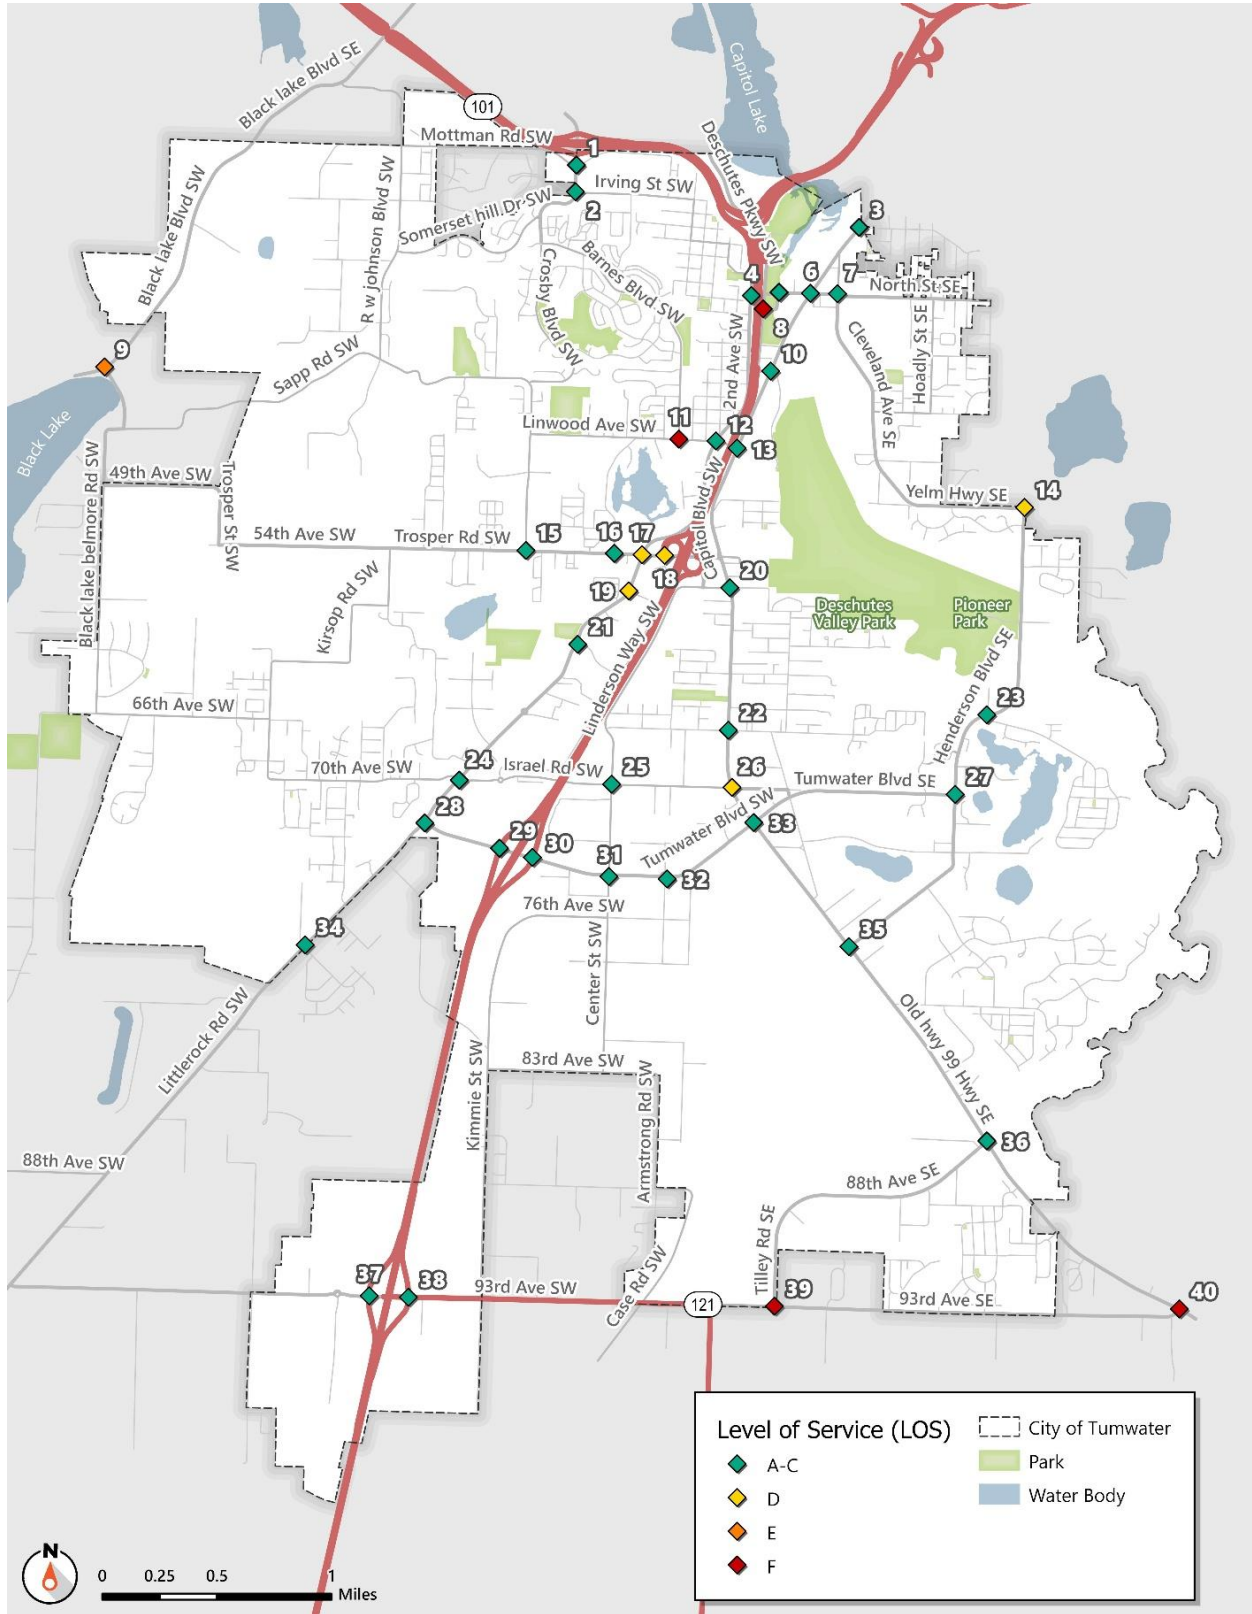 Black lake Blvd SE
101
Mottman Rd SW
Capitol Lake
Deschutes Pkwy SW
1
Irving St SW
2
Somerset hill Dr SW
3
Black lake Blvd SW
Black lake Blvd SW
R w johnson Blvd SW
Crosby Blvd SW
Barnes Blvd SW
4
6
7
North St SE
8
2nd Ave SW
Cleveland Ave SE
Hoadly St SE
9
10
Sapp Rd SW
Black Lake
Linwood Ave SW
11
12
13
49th Ave SW
Trosper St SW
Black lake belmore Rd SW
Yelm Hwy SE
14
54th Ave SW
Trosper Rd SW
15
16
17
18
Capitol Blvd SW
19
20
Kirsop Rd SW
Deschutes
Valley Park
Pioneer
Park
21
Linderson Way SW
Henderson Blvd SE
66th Ave SW
22
23
70th Ave SW
24
Israel Rd SW
25
26
Tumwater Blvd SE
27
28
29
30
Tumwater Blvd SW
33
31
32
76th Ave SW
34
Center St SW
35
Littlerock Rd SW
Old hwy 99 Hwy SE
83rd Ave SW
Kimmie St SW
Armstrong Rd SW
88th Ave SW
36
88th Ave SE
Tilley Rd SE
Case Rd SW
37
38
93rd Ave SW
121
39
93rd Ave SE
40
Level of Service (LOS)
A-C
D
E
F
City of Tumwater
Park
Water Body
N
0 0.25 0.5 1
Miles